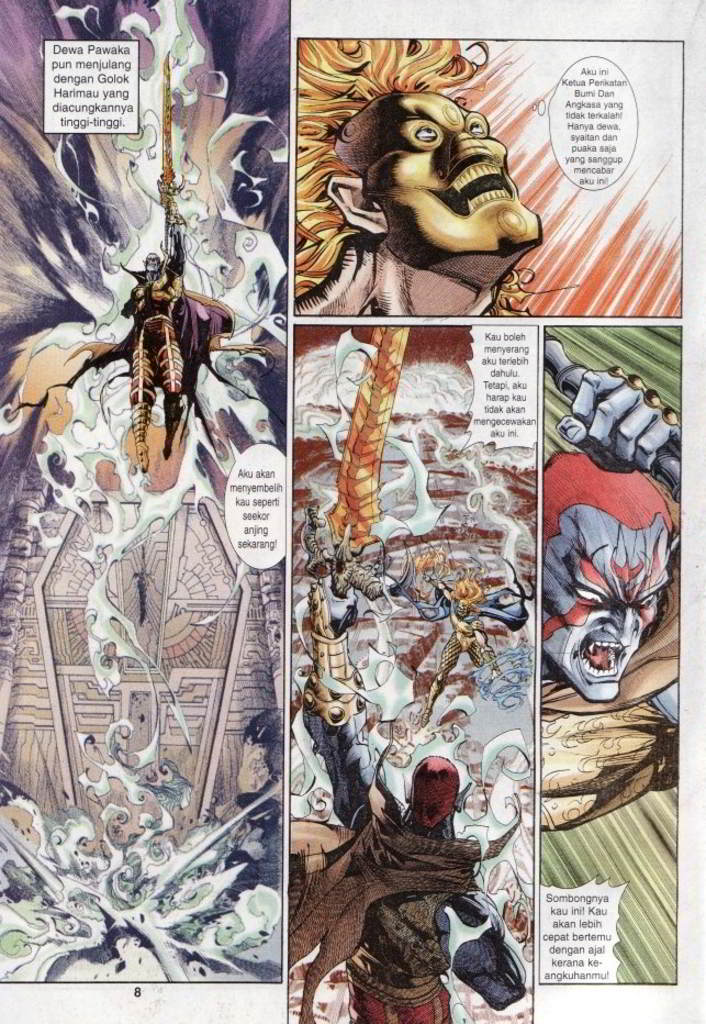 Dewa Pawaka
pun menjulang
dengan Golok
Harimau yang
diacungkannya
tinggi-tinggi.
Aku akan
menyembelih
kau seperti
seekor
anjing
sekarang!
Aku ini
Ketua Perikatan
Bumi Dan
Angkasa yang
tidak terkalah!
Hanya dewa,
syaitan dan
puaka saja
yang sanggup
mencabar
aku ini!
Kau boleh
menyerang
aku terlebih
dahulu.
Tetapi, aku
harap kau
tidak akan
mengecewakan
aku ini.
Sombongnya
kau ini! Kau
akan lebih
cepat bertemu
dengan ajal
kerana ke-
angkuhanmu!
8